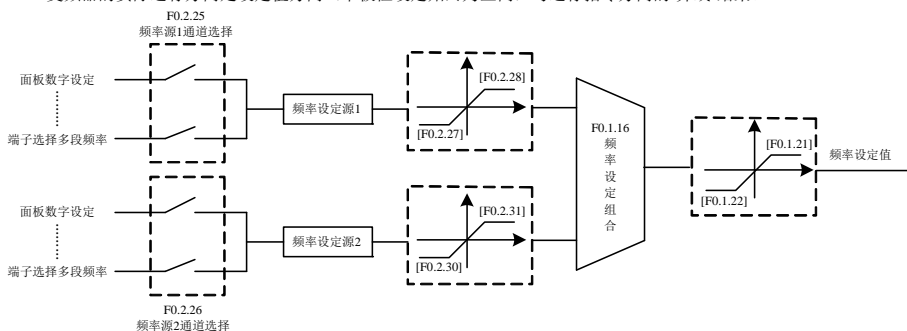 F0.2.25
频率源1通道选择
面板数字设定
端子选择多段频率
频率设定源1
[F0.2.28]
[F0.2.27]
F0.1.16
频率设定组合
[F0.1.21]
[F0.1.22]
频率设定值
面板数字设定
端子选择多段频率
频率设定源2
[F0.2.31]
[F0.2.30]
F0.2.26
频率源2通道选择